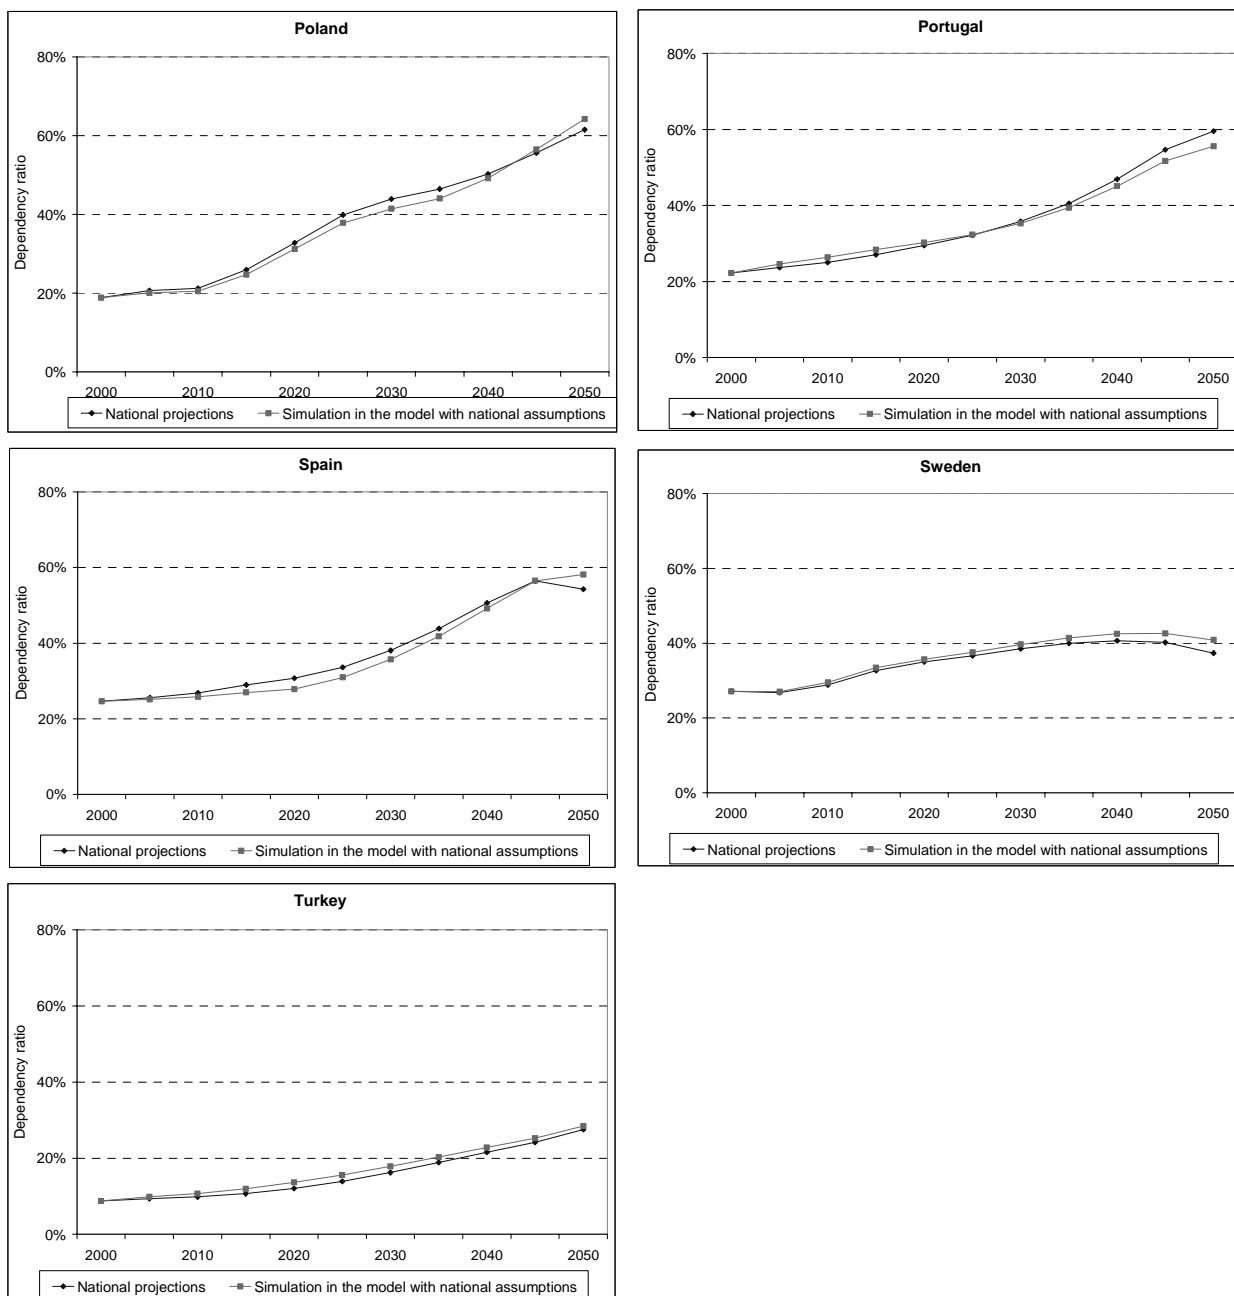 Poland
80%
60%
40%
20%
0%
Dependency ratio
2000 2010 2020 2030 2040 2050
National projections Simulation in the model with national assumptions
Portugal
80%
60%
40%
20%
0%
Dependency ratio
2000 2010 2020 2030 2040 2050
National projections Simulation in the model with national assumptions
Spain
80%
60%
40%
20%
0%
Dependency ratio
2000 2010 2020 2030 2040 2050
National projections Simulation in the model with national assumptions
Sweden
80%
60%
40%
20%
0%
Dependency ratio
2000 2010 2020 2030 2040 2050
National projections Simulation in the model with national assumptions
Turkey
80%
60%
40%
20%
0%
Dependency ratio
2000 2010 2020 2030 2040 2050
National projections Simulation in the model with national assumptions